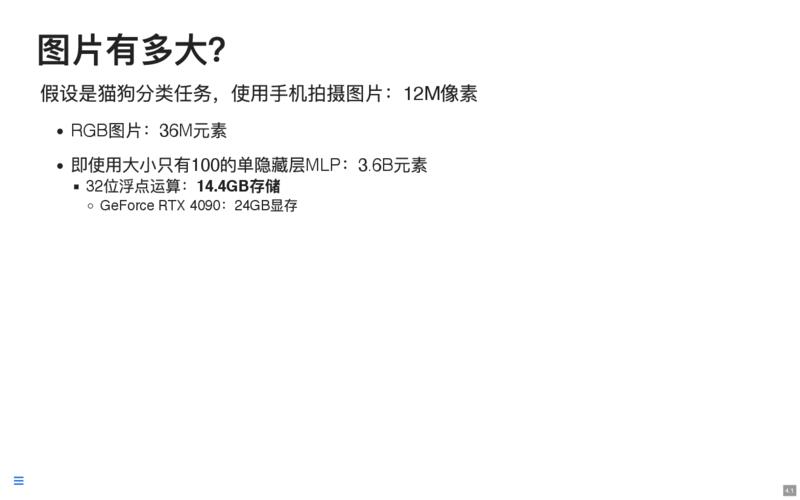 图片有多大？
假设是猫狗分类任务，使用手机拍摄图片：12M像素
RGB图片：36M元素
即使用大小只有100的单隐藏层MLP：3.6B元素
32位浮点运算：14.4GB存储
GeForce RTX 4090：24GB显存
4.1